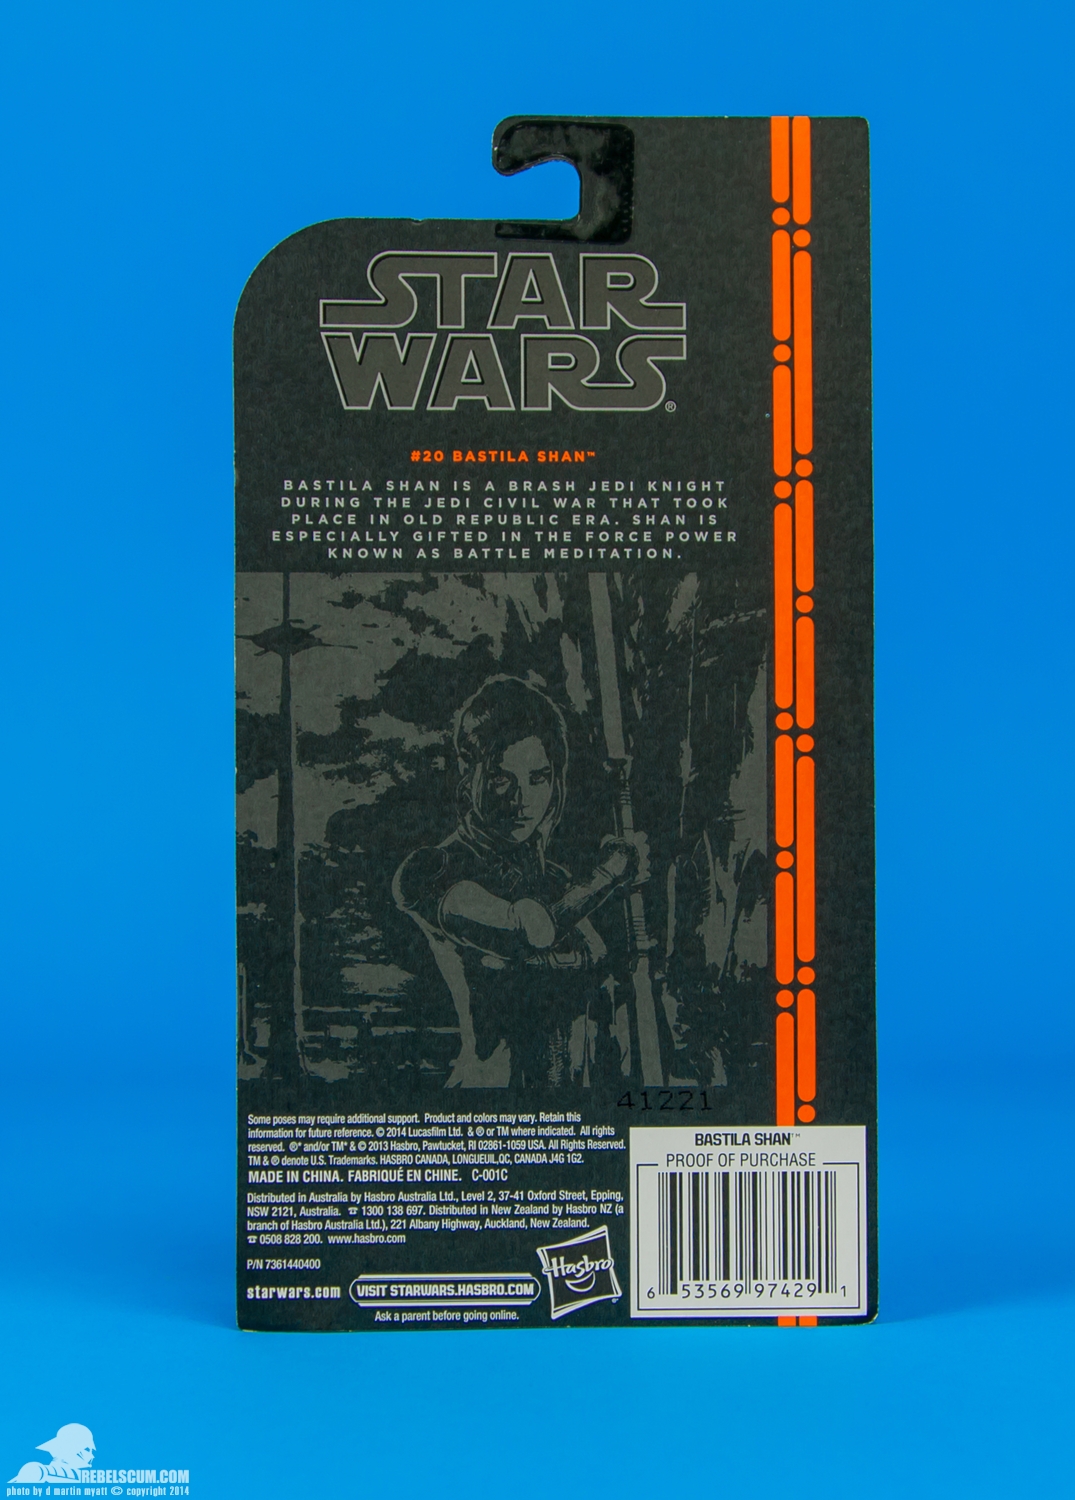 STAR
WARS®
#20 BASTILA SHAN™
BASTILA SHAN IS A BRASH JEDI KNIGHT
DURING THE JEDI CIVIL WAR THAT TOOK
PLACE IN OLD REPUBLIC ERA. SHAN IS
ESPECIALLY GIFTED IN THE FORCE POWER
KNOWN AS BATTLE MEDITATION.
41221
Some poses may require additional support. Product and colors may vary. Retain this
information for future reference. © 2014 Lucasfilm Ltd. & ® or TM where indicated. All rights
reserved. ®* and/or TM* & © 2013 Hasbro, Pawtucket, RI 02861-1059 USA. All Rights Reserved.
TM & ® denote U.S. Trademarks. HASBRO CANADA, LONGUEUIL,QC, CANADA J4G 1G2.
MADE IN CHINA. FABRIQUÉ EN CHINE. C-001C
Distributed in Australia by Hasbro Australia Ltd., Level 2, 37-41 Oxford Street, Epping,
NSW 2121, Australia. ☎ 1300 138 697. Distributed in New Zealand by Hasbro NZ (a
branch of Hasbro Australia Ltd.), 221 Albany Highway, Auckland, New Zealand.
☎ 0508 828 200. www.hasbro.com
P/N 7361440400
starwars.com VISIT STARWARS.HASBRO.COM
Ask a parent before going online.
Hasbro®
BASTILA SHAN™
PROOF OF PURCHASE
6 53569 97429 1
REBELSCUM.COM
photo by d martin myatt © copyright 2014